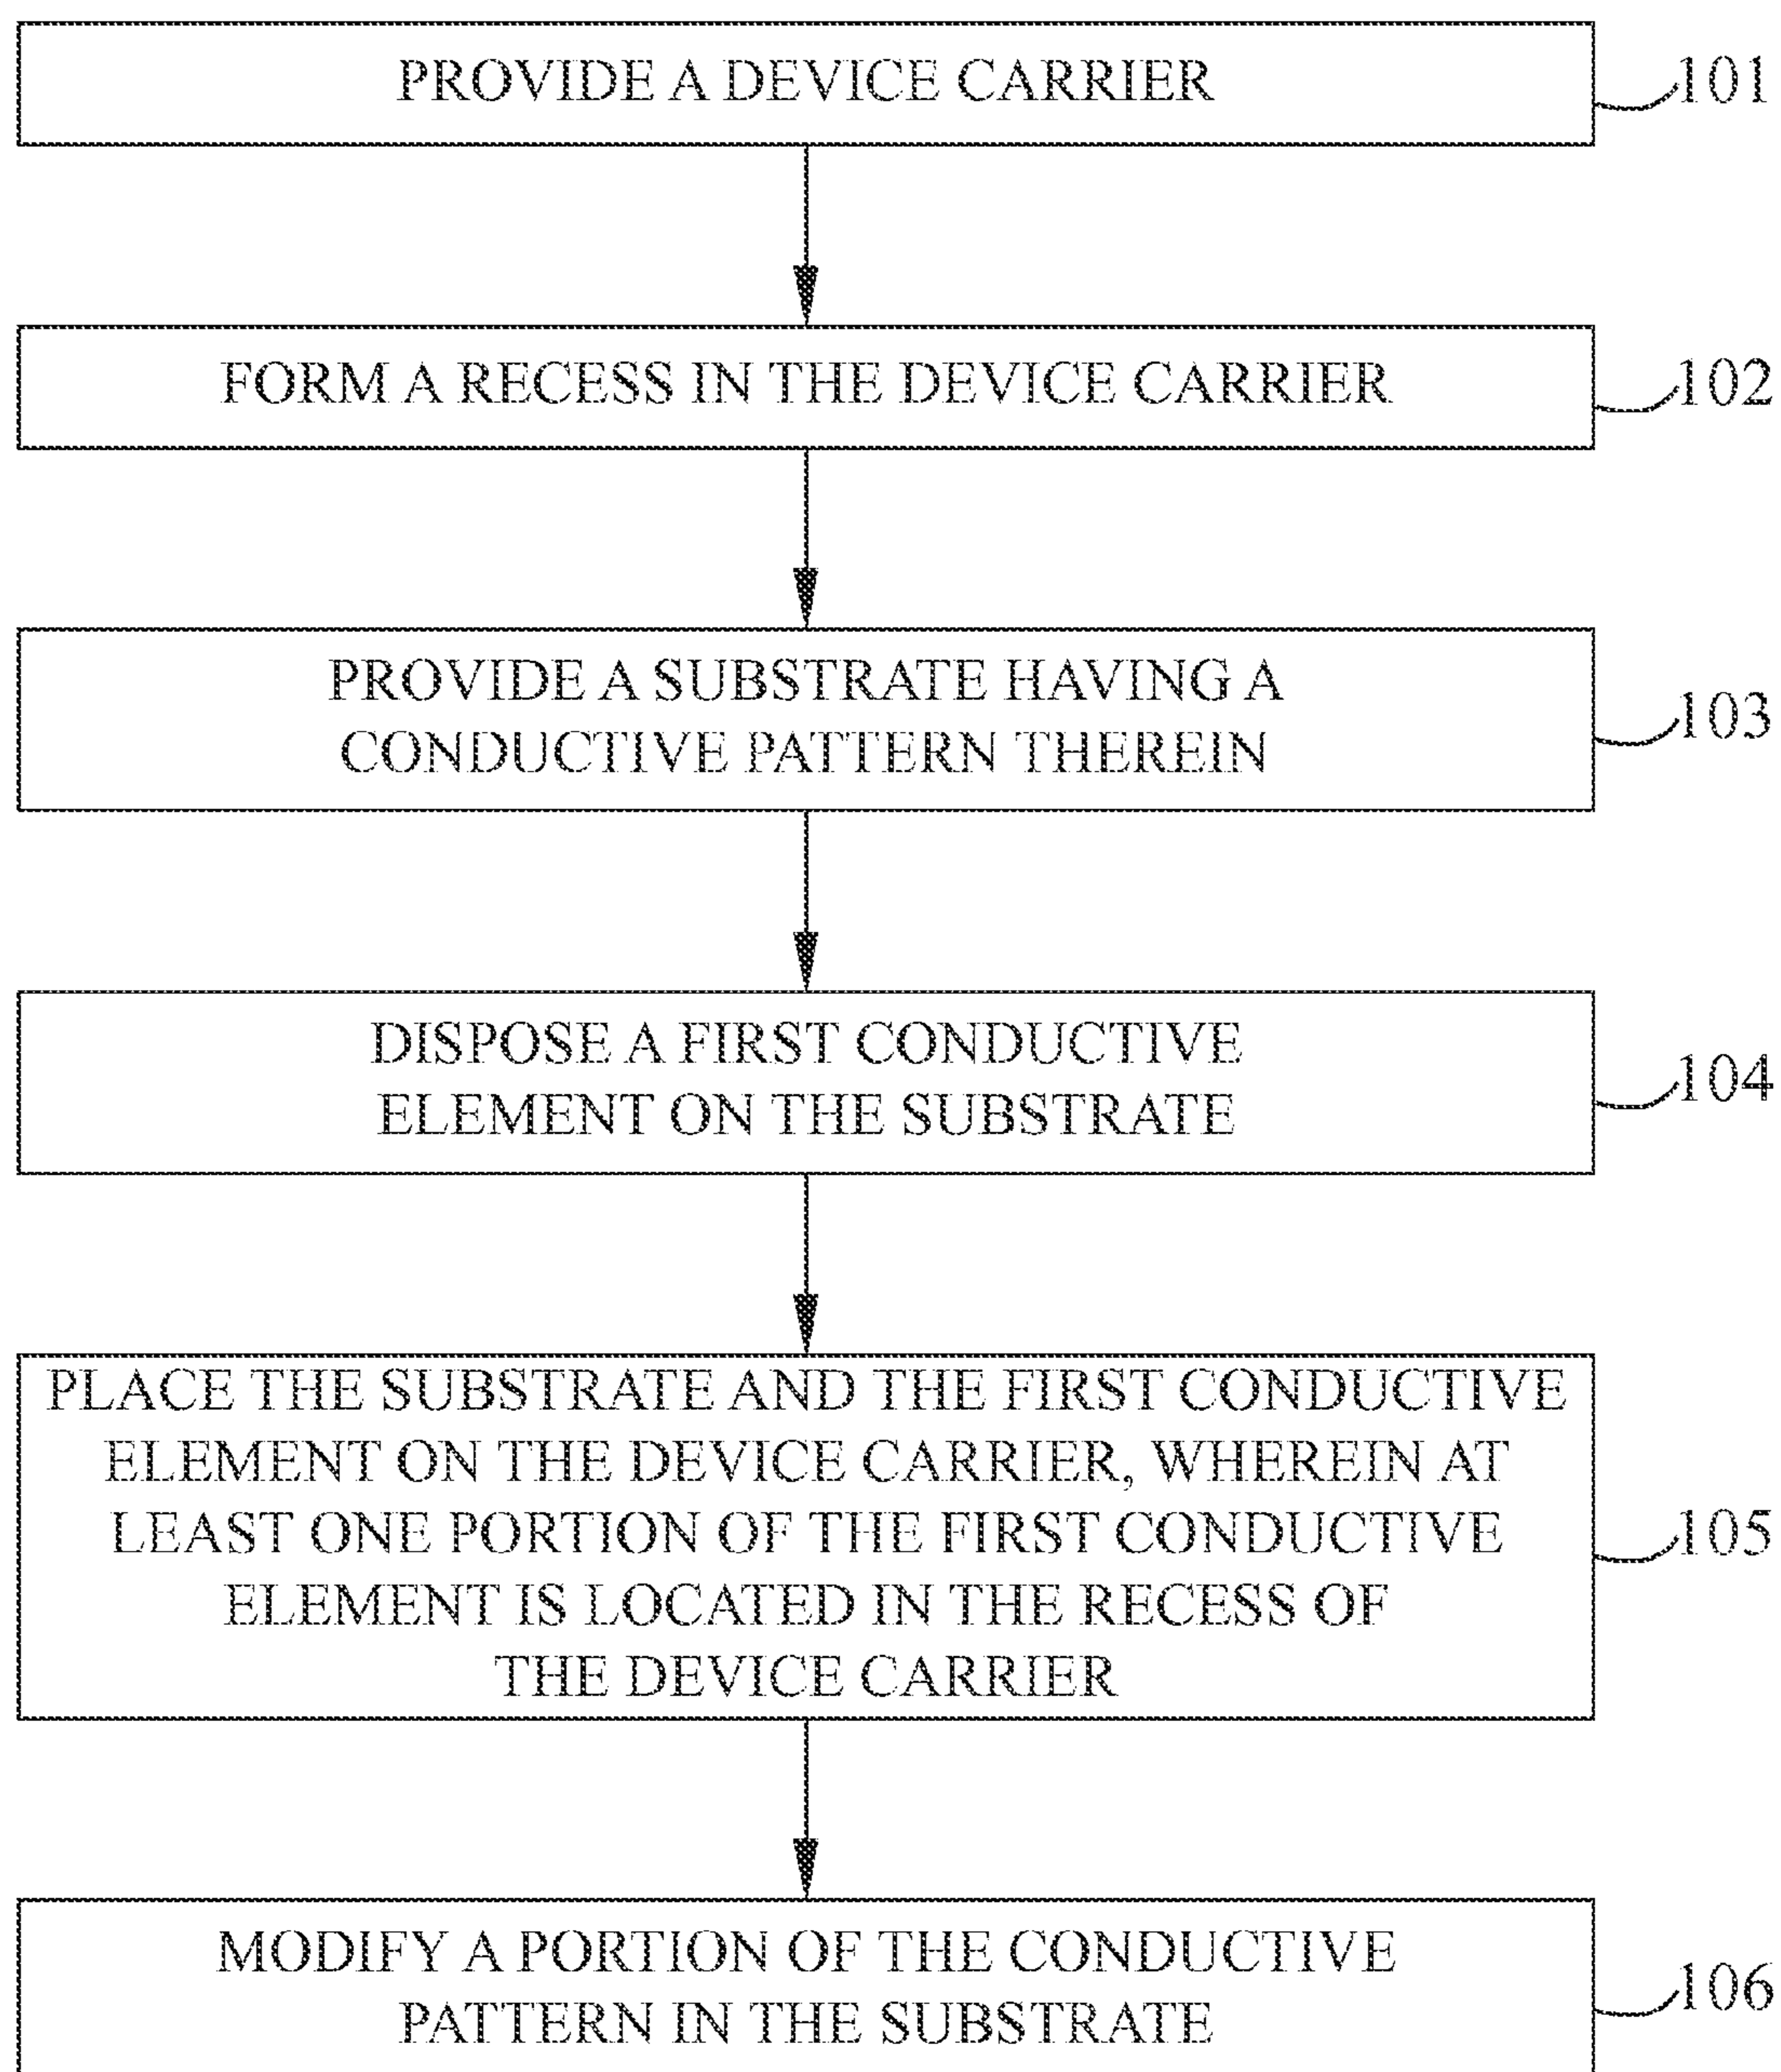 PROVIDE A DEVICE CARRIER
101
FORM A RECESS IN THE DEVICE CARRIER
102
PROVIDE A SUBSTRATE HAVING A
CONDUCTIVE PATTERN THEREIN
103
DISPOSE A FIRST CONDUCTIVE
ELEMENT ON THE SUBSTRATE
104
PLACE THE SUBSTRATE AND THE FIRST CONDUCTIVE
ELEMENT ON THE DEVICE CARRIER, WHEREIN AT
LEAST ONE PORTION OF THE FIRST CONDUCTIVE
ELEMENT IS LOCATED IN THE RECESS OF
THE DEVICE CARRIER
105
MODIFY A PORTION OF THE CONDUCTIVE
PATTERN IN THE SUBSTRATE
106